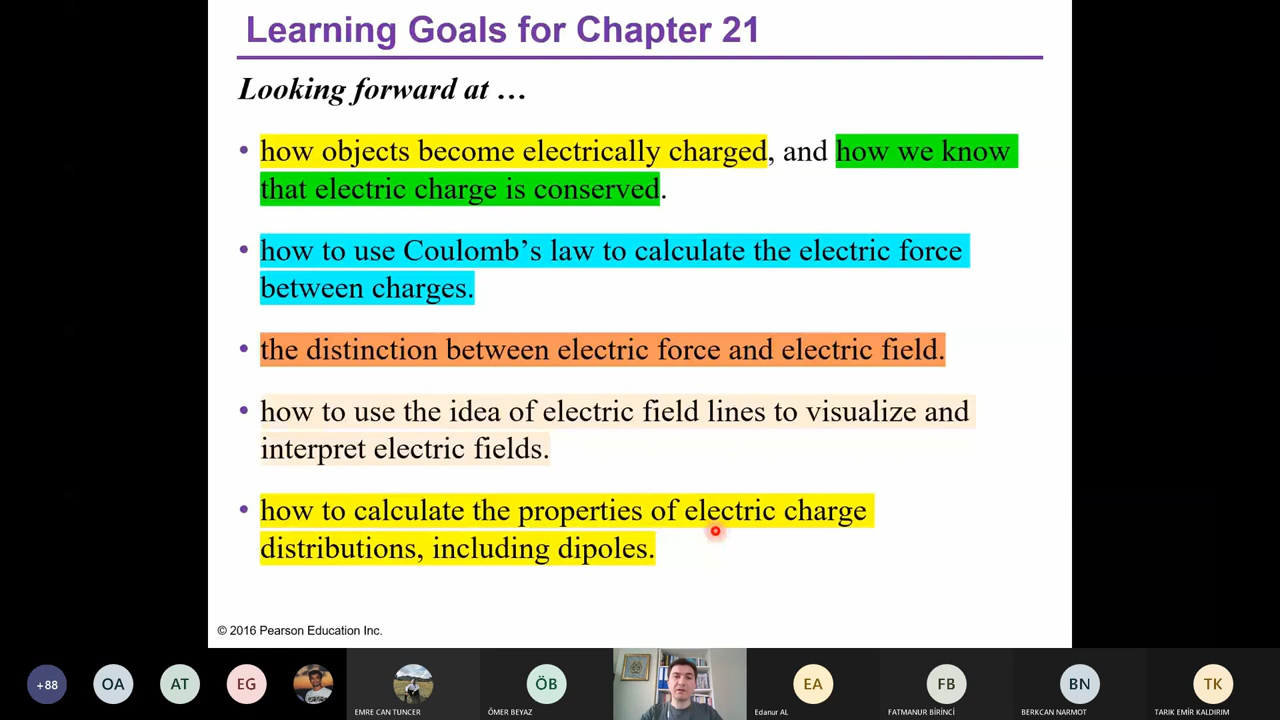 Learning Goals for Chapter 21
Looking forward at …
• how objects become electrically charged, and how we know
that electric charge is conserved.
• how to use Coulomb’s law to calculate the electric force
between charges.
• the distinction between electric force and electric field.
• how to use the idea of electric field lines to visualize and
interpret electric fields.
• how to calculate the properties of electric charge
distributions, including dipoles.
© 2016 Pearson Education Inc.
+88
OA
AT
EG
EMRE CAN TUNCER
ÖB
ÖMER BEYAZ
EA
Edanur AL
FB
FATMANUR BİRİNCİ
BN
BERKCAN NARMOT
TK
TARIK EMİR KALDIRIM